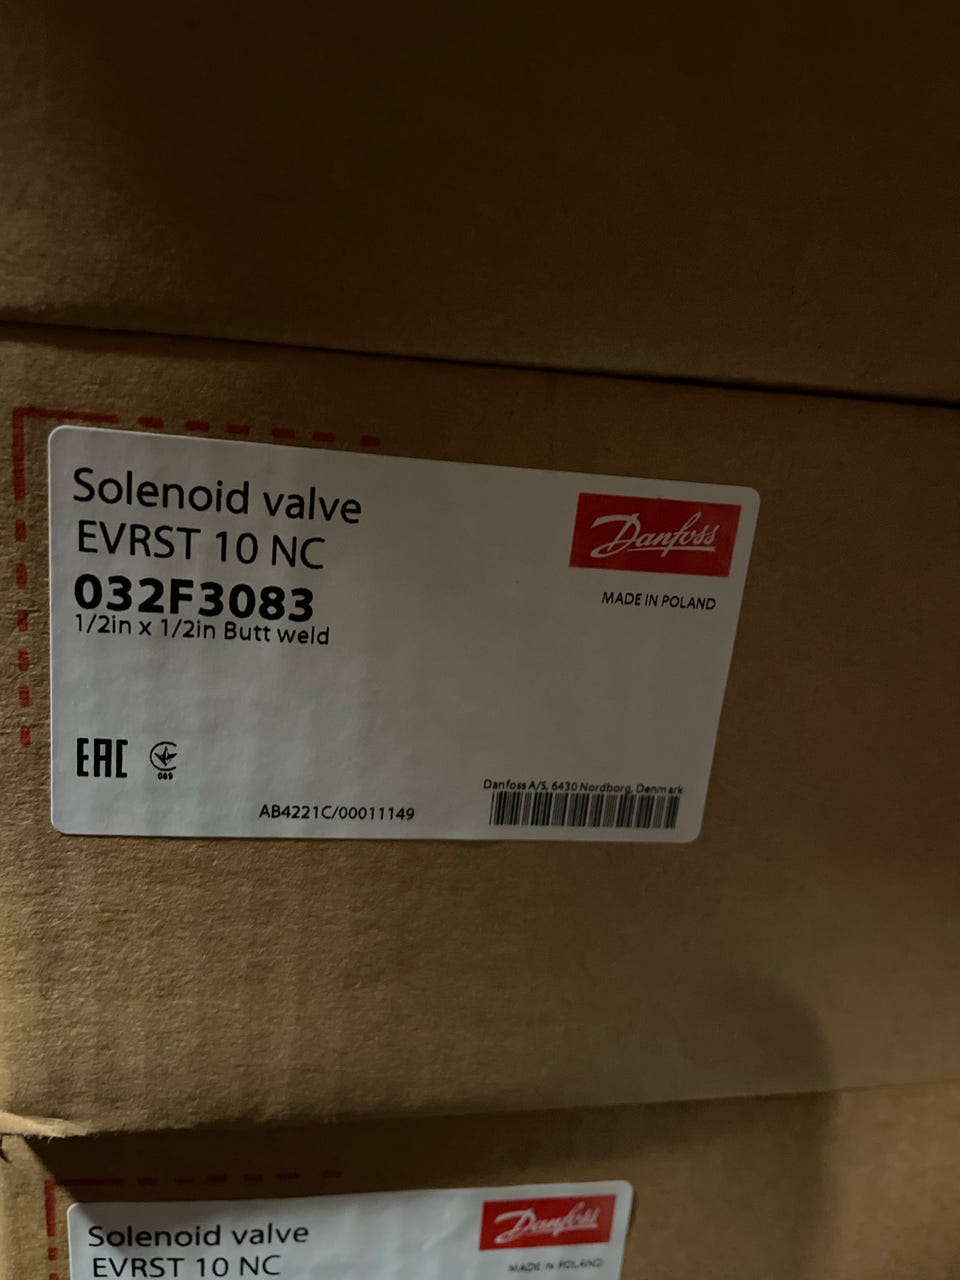 Solenoid valve
EVRST 10 NC
032F3083
1/2in x 1/2in Butt weld
Danfoss
MADE IN POLAND
EAC
089
AB4221C/00011149
Danfoss A/S, 6430 Nordborg, Denmark
Solenoid valve
EVRST 10 NC
Danfoss
MADE IN POLAND